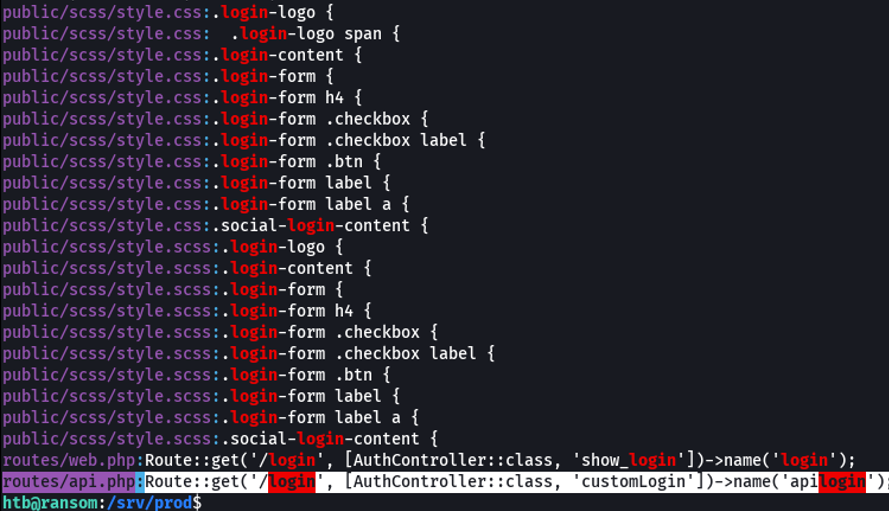 public/scss/style.css:.login-logo {
public/scss/style.css:  .login-logo span {
public/scss/style.css:.login-content {
public/scss/style.css:.login-form {
public/scss/style.css:.login-form h4 {
public/scss/style.css:.login-form .checkbox {
public/scss/style.css:.login-form .checkbox label {
public/scss/style.css:.login-form .btn {
public/scss/style.css:.login-form label {
public/scss/style.css:.login-form label a {
public/scss/style.css:.social-login-content {
public/scss/style.scss:.login-logo {
public/scss/style.scss:.login-content {
public/scss/style.scss:.login-form {
public/scss/style.scss:.login-form h4 {
public/scss/style.scss:.login-form .checkbox {
public/scss/style.scss:.login-form .checkbox label {
public/scss/style.scss:.login-form .btn {
public/scss/style.scss:.login-form label {
public/scss/style.scss:.login-form label a {
public/scss/style.scss:.social-login-content {
routes/web.php:Route::get('/login', [AuthController::class, 'show_login'])->name('login');
routes/api.php:Route::get('/login', [AuthController::class, 'customLogin'])->name('apilogin');
htb@ransom:/srv/prod$